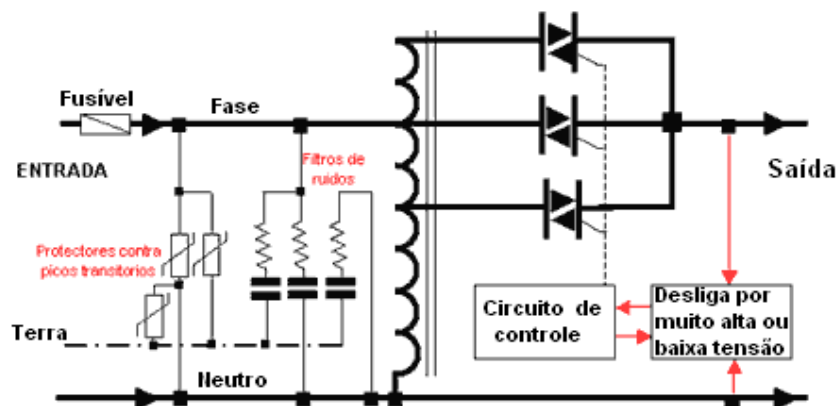 Fusível
Fase
ENTRADA
Filtros de
ruidos
Saída
Protectores contra
picos transitorios
Circuito de
controle
Desliga por
muito alta ou
baixa tensão
Terra
Neutro